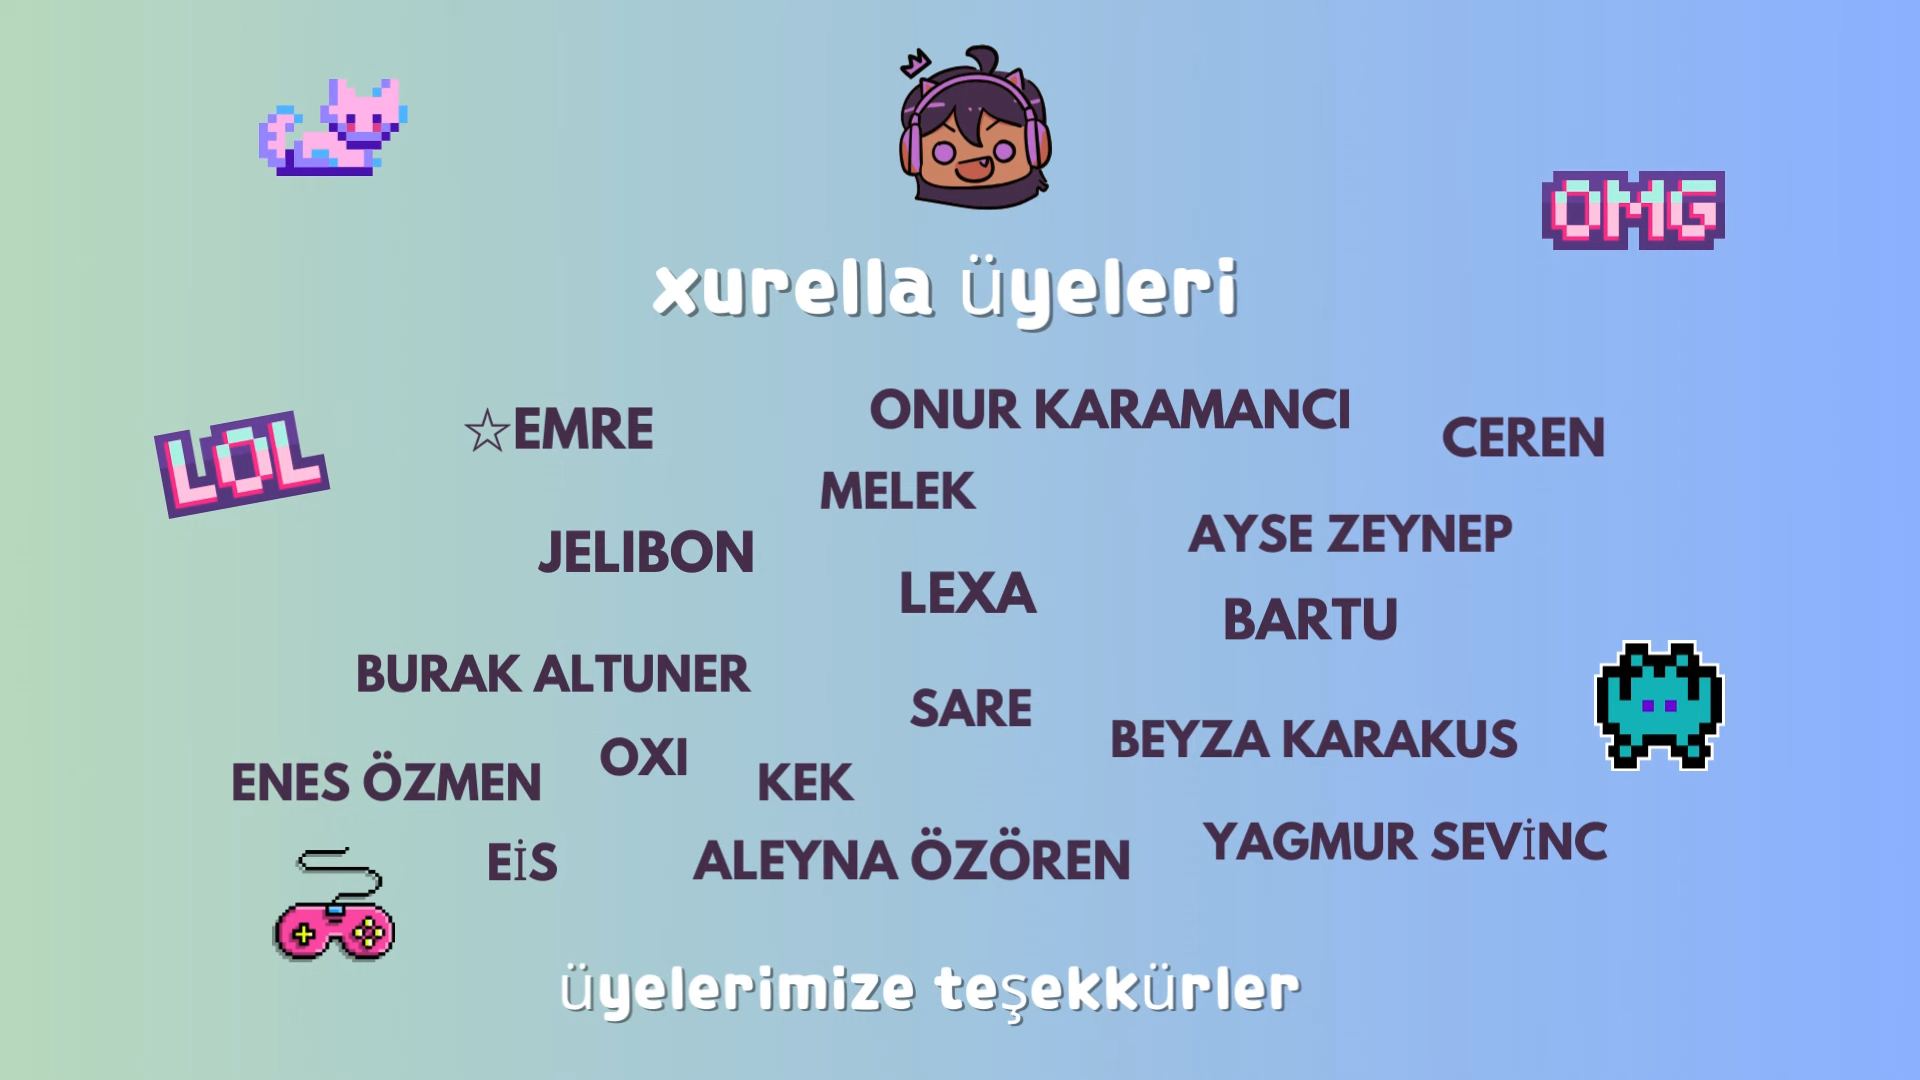 OMG
xurella üyeleri
LOL
☆EMRE
ONUR KARAMANCI
CEREN
MELEK
JELIBON
AYSE ZEYNEP
LEXA
BARTU
BURAK ALTUNER
SARE
BEYZA KARAKUS
OXI
ENES ÖZMEN
KEK
YAGMUR SEVİNC
EİS
ALEYNA ÖZÖREN
üyelerimize teşekkürler